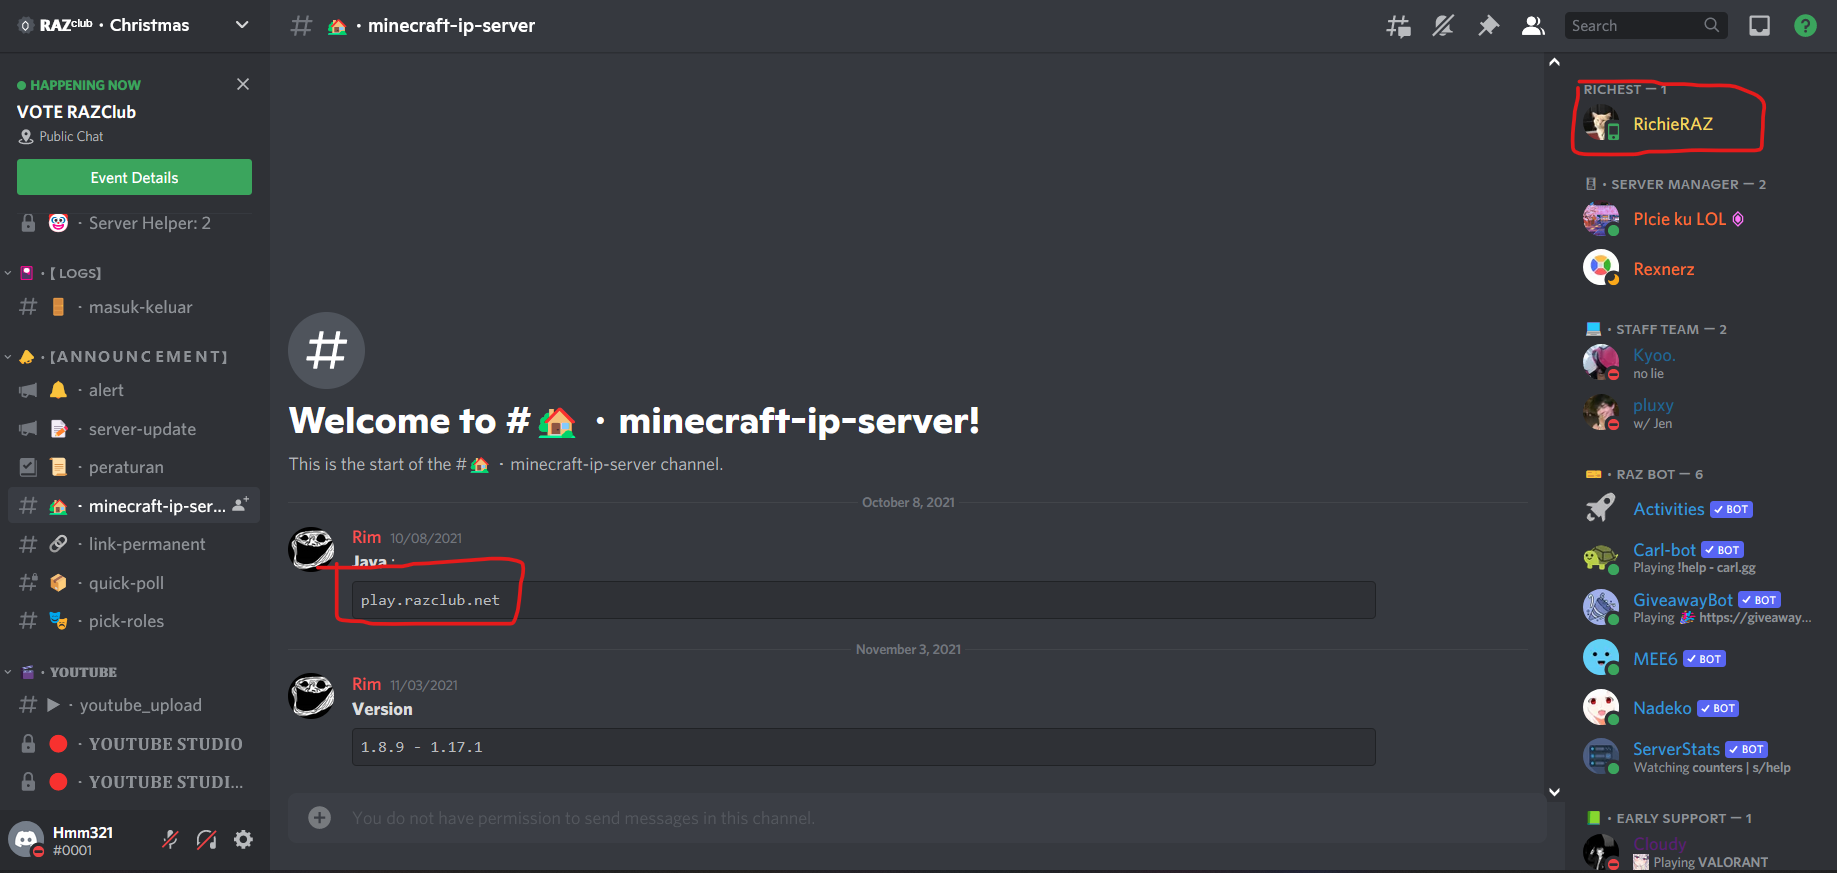 RAZclub · Christmas
HAPPENING NOW
VOTE RAZClub
Public Chat
Event Details
· Server Helper: 2
· [ LOGS]
· masuk-keluar
· [ANNOUNCEMENT]
· alert
· server-update
· peraturan
· minecraft-ip-ser...
· link-permanent
· quick-poll
· pick-roles
· YOUTUBE
· youtube_upload
· YOUTUBE STUDIO
· YOUTUBE STUDI...
Hmm321
#0001
# 🏡 · minecraft-ip-server
Search
Welcome to #🏡 · minecraft-ip-server!
This is the start of the #🏡 · minecraft-ip-server channel.
October 8, 2021
Rim 10/08/2021
Java :
play.razclub.net
November 3, 2021
Rim 11/03/2021
Version
1.8.9 - 1.17.1
You do not have permission to send messages in this channel.
RICHEST — 1
RichieRAZ
· SERVER MANAGER — 2
Plcie ku LOL
Rexnerz
· STAFF TEAM — 2
Kyoo.
no lie
pluxy
w/ Jen
· RAZ BOT — 6
Activities ✓ BOT
Carl-bot ✓ BOT
Playing !help - carl.gg
GiveawayBot ✓ BOT
Playing 🎉 https://giveaway...
MEE6 ✓ BOT
Nadeko ✓ BOT
ServerStats ✓ BOT
Watching counters | s/help
· EARLY SUPPORT — 1
Cloudy
Playing VALORANT